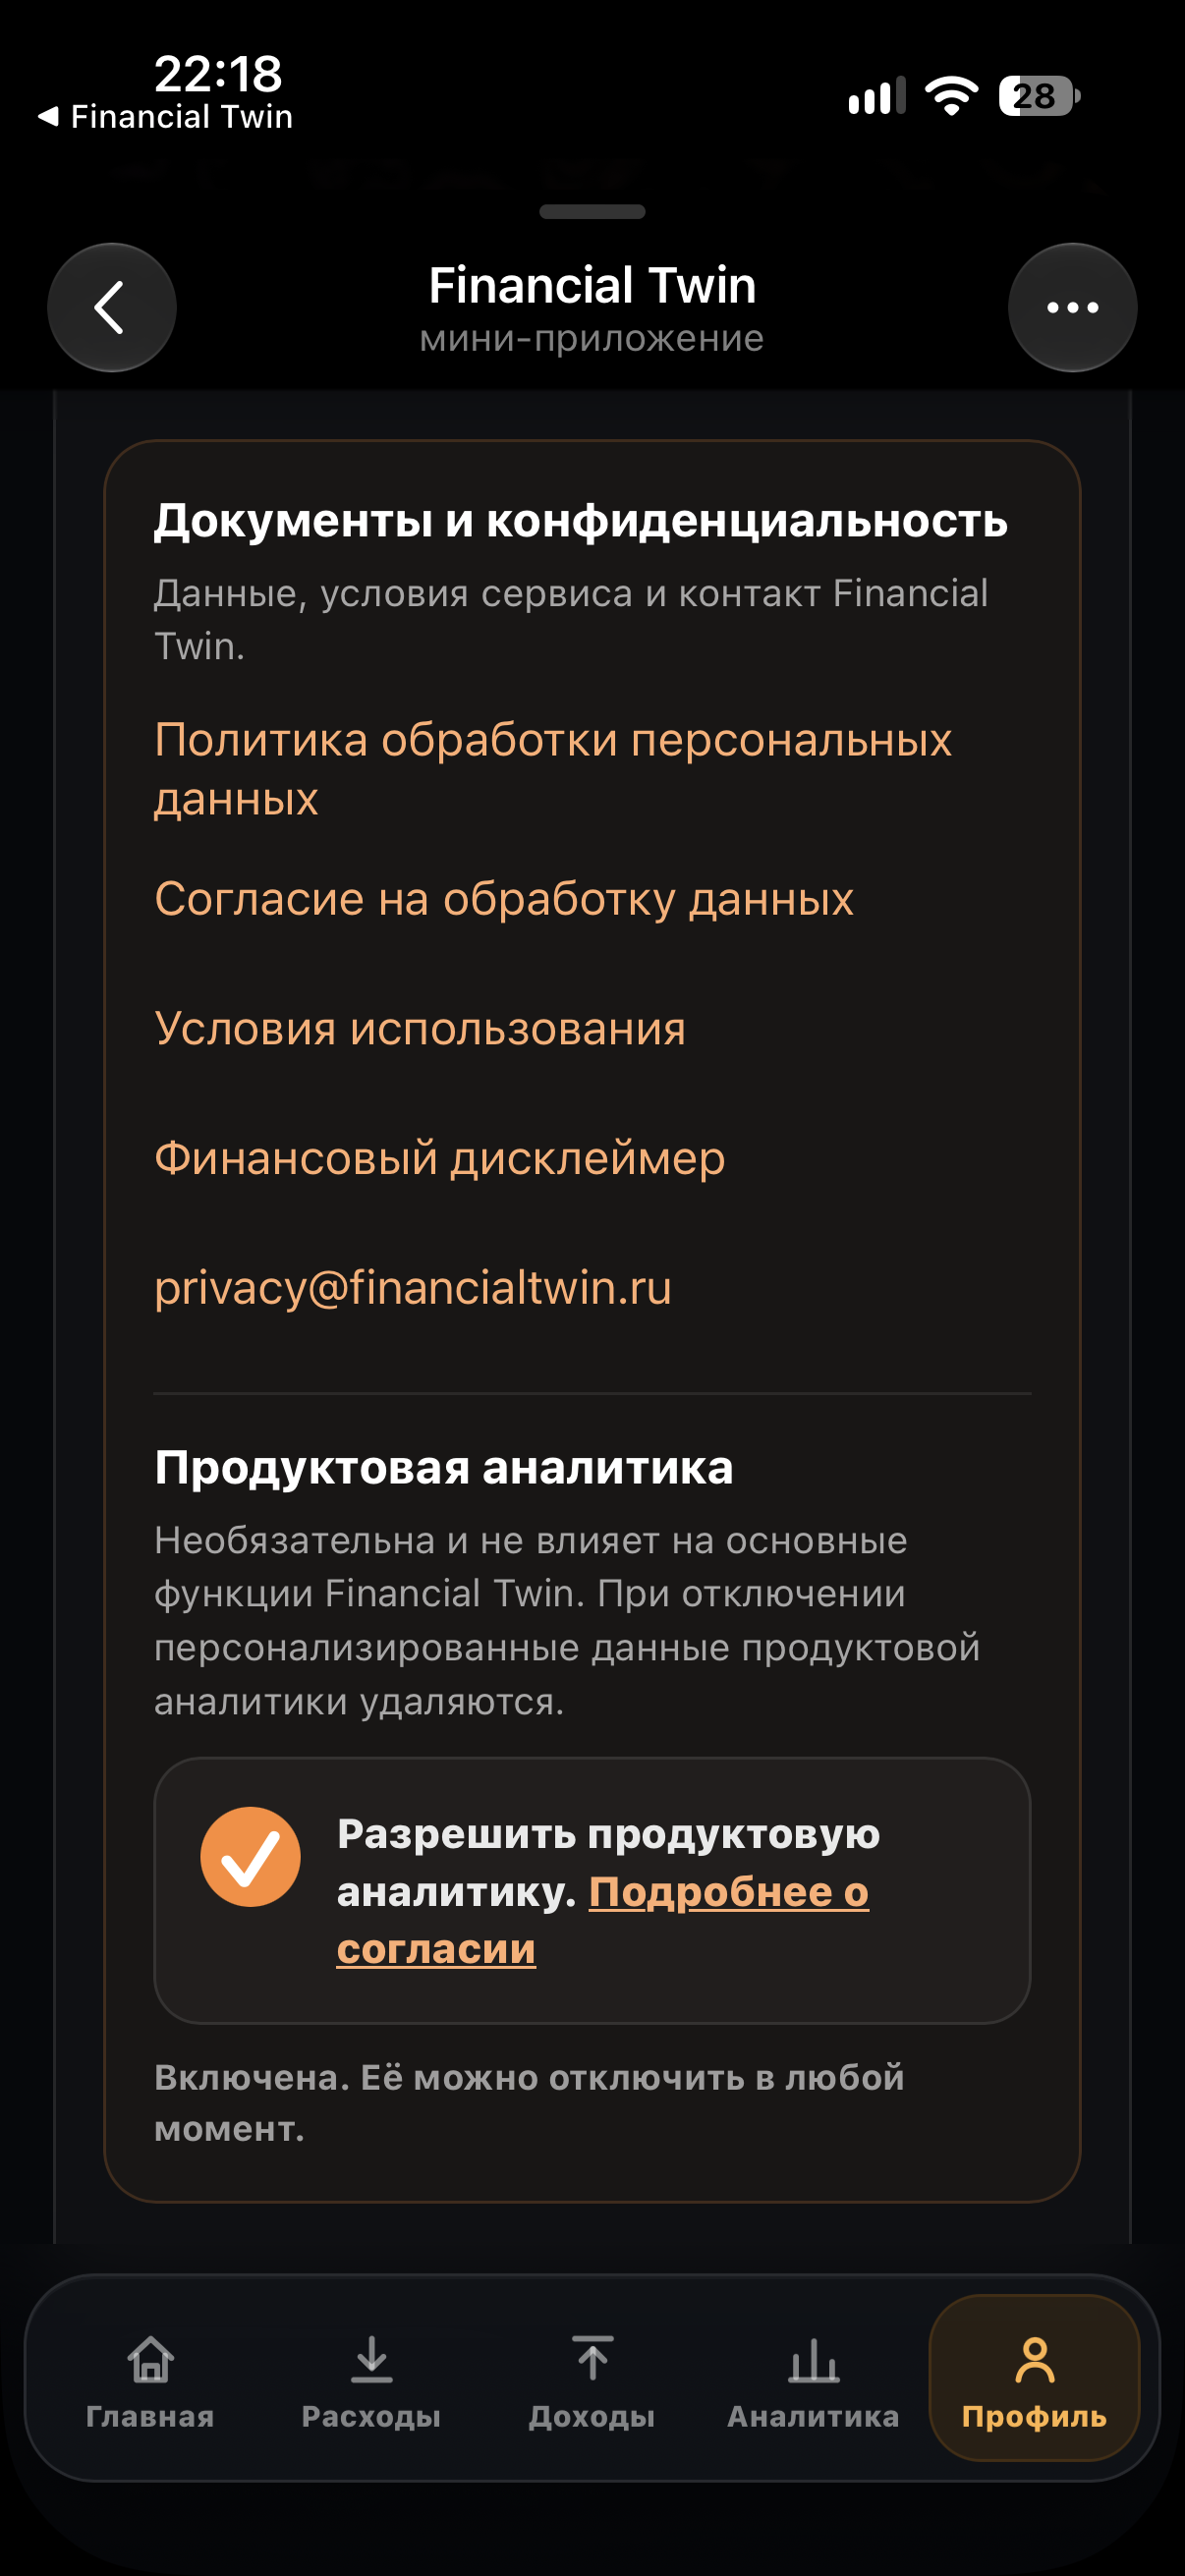 22:18
Financial Twin
28
Financial Twin
мини-приложение
Документы и конфиденциальность
Данные, условия сервиса и контакт Financial
Twin.
Политика обработки персональных
данных
Согласие на обработку данных
Условия использования
Финансовый дисклеймер
privacy@financialtwin.ru
Продуктовая аналитика
Необязательна и не влияет на основные
функции Financial Twin. При отключении
персонализированные данные продуктовой
аналитики удаляются.
Разрешить продуктовую
аналитику. Подробнее о
согласии
Включена. Её можно отключить в любой
момент.
Главная Расходы Доходы Аналитика Профиль